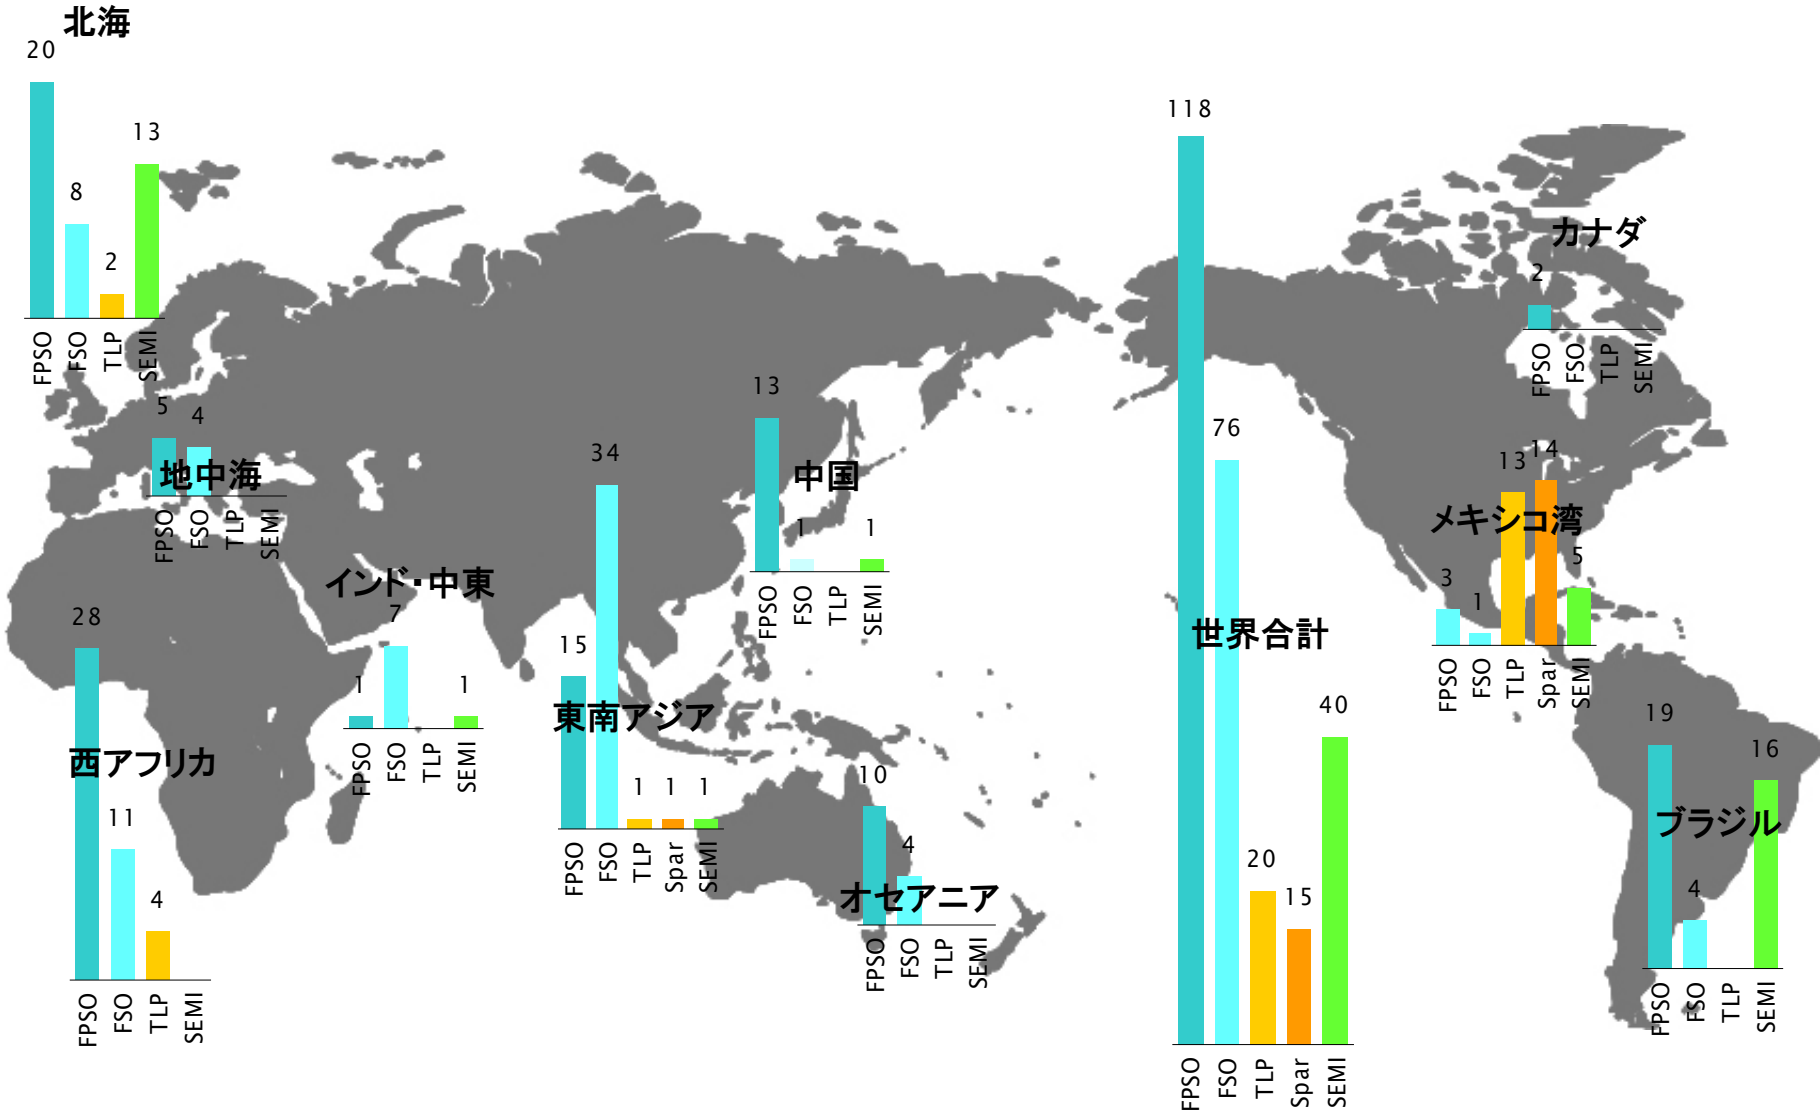 北海
20 8 2 13
FPSO FSO TLP SEMI
地中海
5 4
FPSO FSO TLP SEMI
西アフリカ
28 11 4
FPSO FSO TLP SEMI
インド・中東
1 7 1
FPSO FSO TLP SEMI
東南アジア
15 34 1 1 1
FPSO FSO TLP Spar SEMI
中国
13 1 1
FPSO FSO TLP SEMI
オセアニア
10 4
FPSO FSO TLP SEMI
世界合計
118 76 20 15 40
FPSO FSO TLP Spar SEMI
カナダ
2
FPSO FSO TLP SEMI
メキシコ湾
3 1 13 14 5
FPSO FSO TLP Spar SEMI
ブラジル
19 4 16
FPSO FSO TLP SEMI